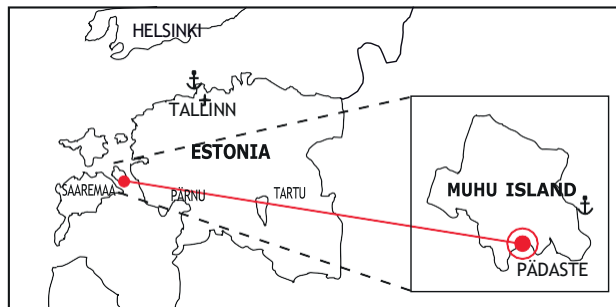 HELSINKI
TALLINN
ESTONIA
SAAREMAA
PÄRNU
TARTU
MUHU ISLAND
PÄDASTE